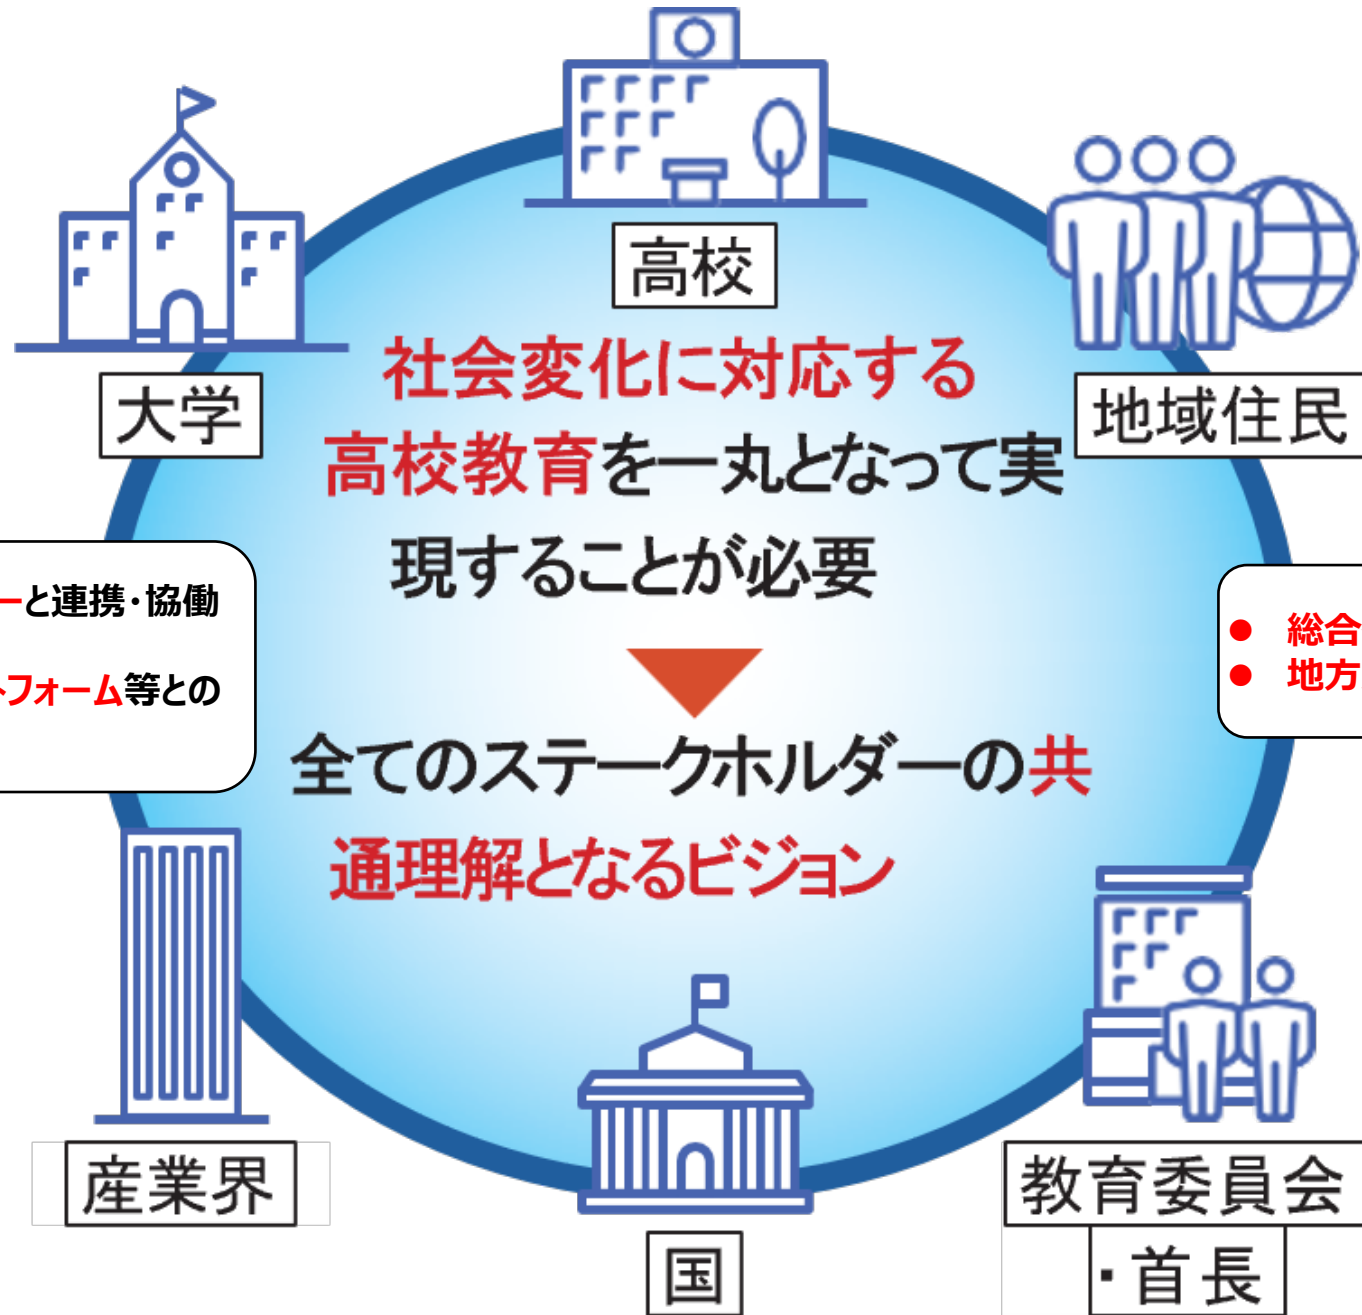 高校
大学
地域住民
社会変化に対応する
高校教育を一丸となって実
現することが必要
ーと連携・協働
トフォーム等との
● 総合
● 地方
全てのステークホルダーの共
通理解となるビジョン
産業界
国
教育委員会
・首長